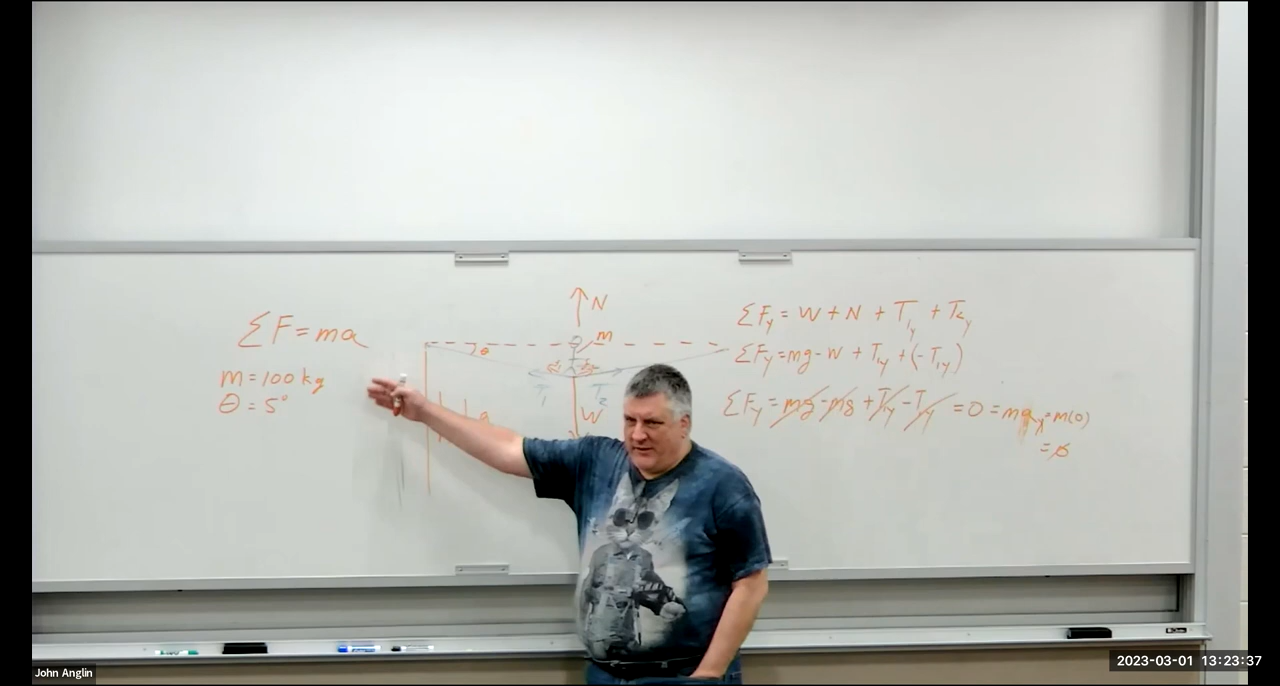 ΣF = ma
m = 100 kg
θ = 5°
N
m
θ
T₁
T₂
W
ΣFy = W + N + T₁y + T₂y
ΣFy = mg - W + T₁y + (-T₁y)
ΣFy = mg - mg + T₁y - T₁y = 0 = may = m(0)
= 0
John Anglin
2023-03-01 13:23:37